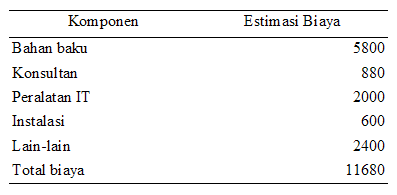 Komponen Estimasi Biaya
Bahan baku 5800
Konsultan 880
Peralatan IT 2000
Instalasi 600
Lain-lain 2400
Total biaya 11680